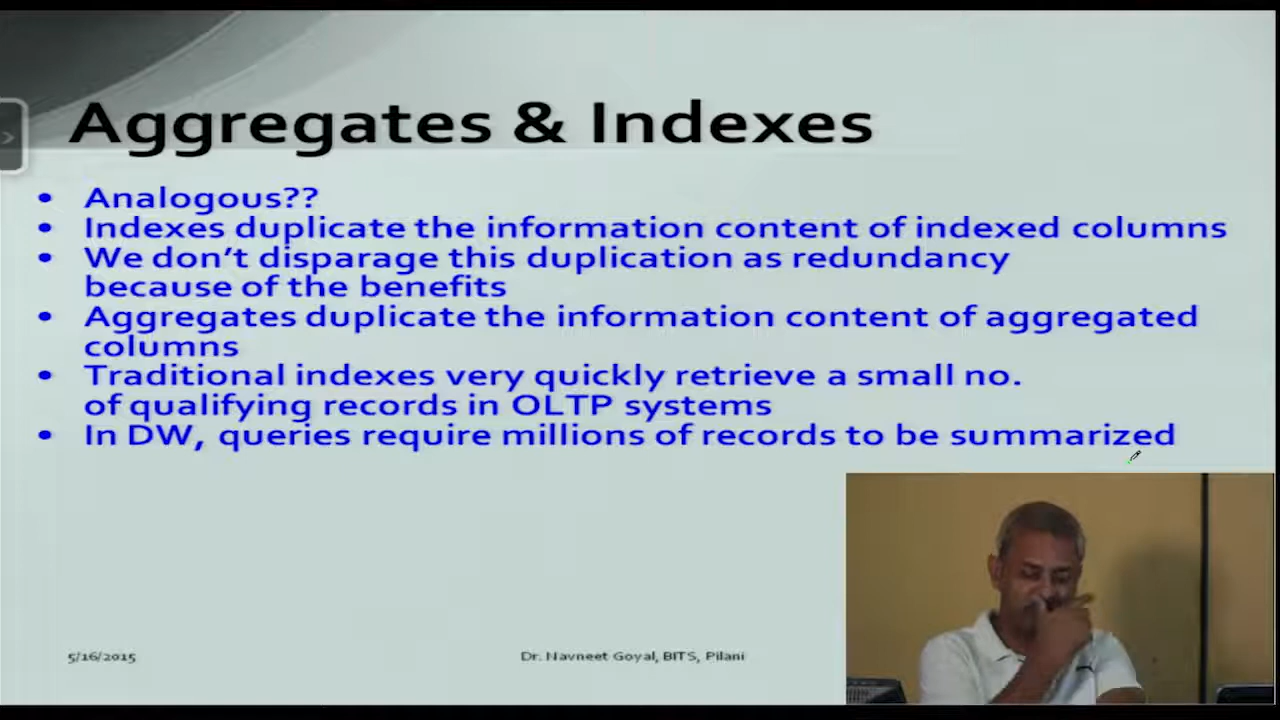 Aggregates & Indexes
• Analogous??
• Indexes duplicate the information content of indexed columns
• We don't disparage this duplication as redundancy
because of the benefits
• Aggregates duplicate the information content of aggregated
columns
• Traditional indexes very quickly retrieve a small no.
of qualifying records in OLTP systems
• In DW, queries require millions of records to be summarized
5/16/2015
Dr. Navneet Goyal, BITS, Pilani